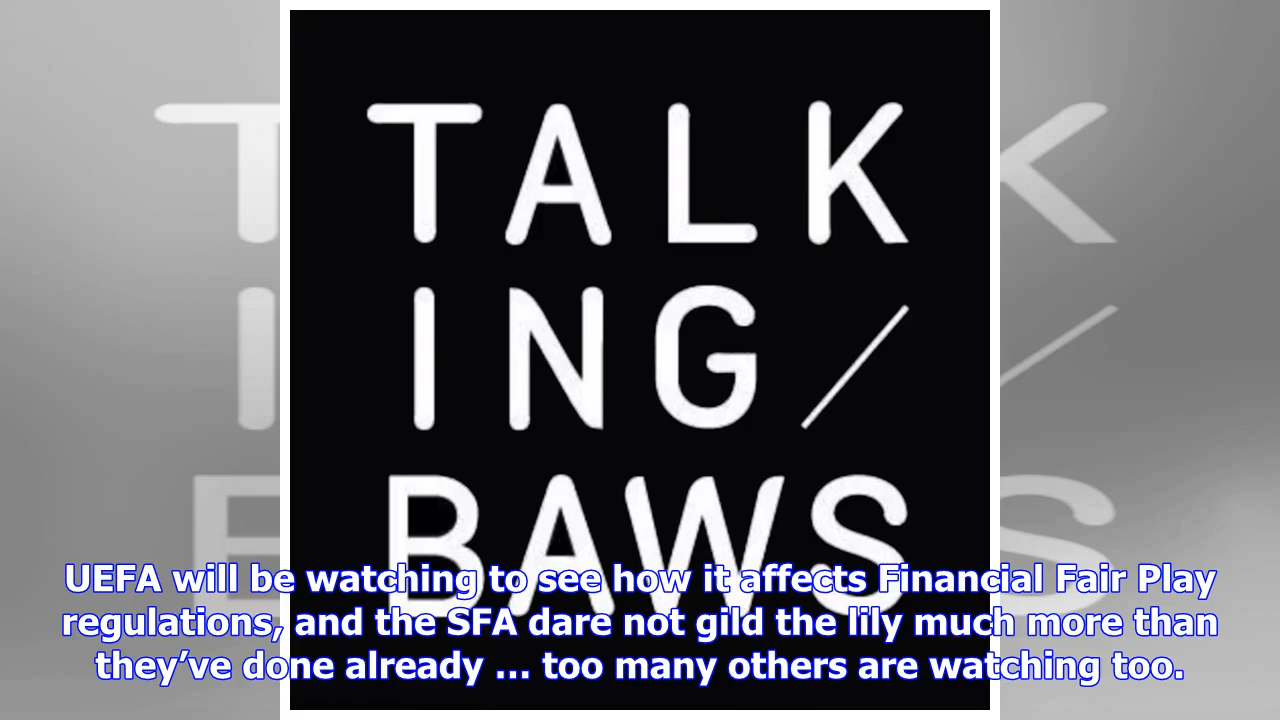 TALK
ING/
BAWS
UEFA will be watching to see how it affects Financial Fair Play
regulations, and the SFA dare not gild the lily much more than
they’ve done already ... too many others are watching too.